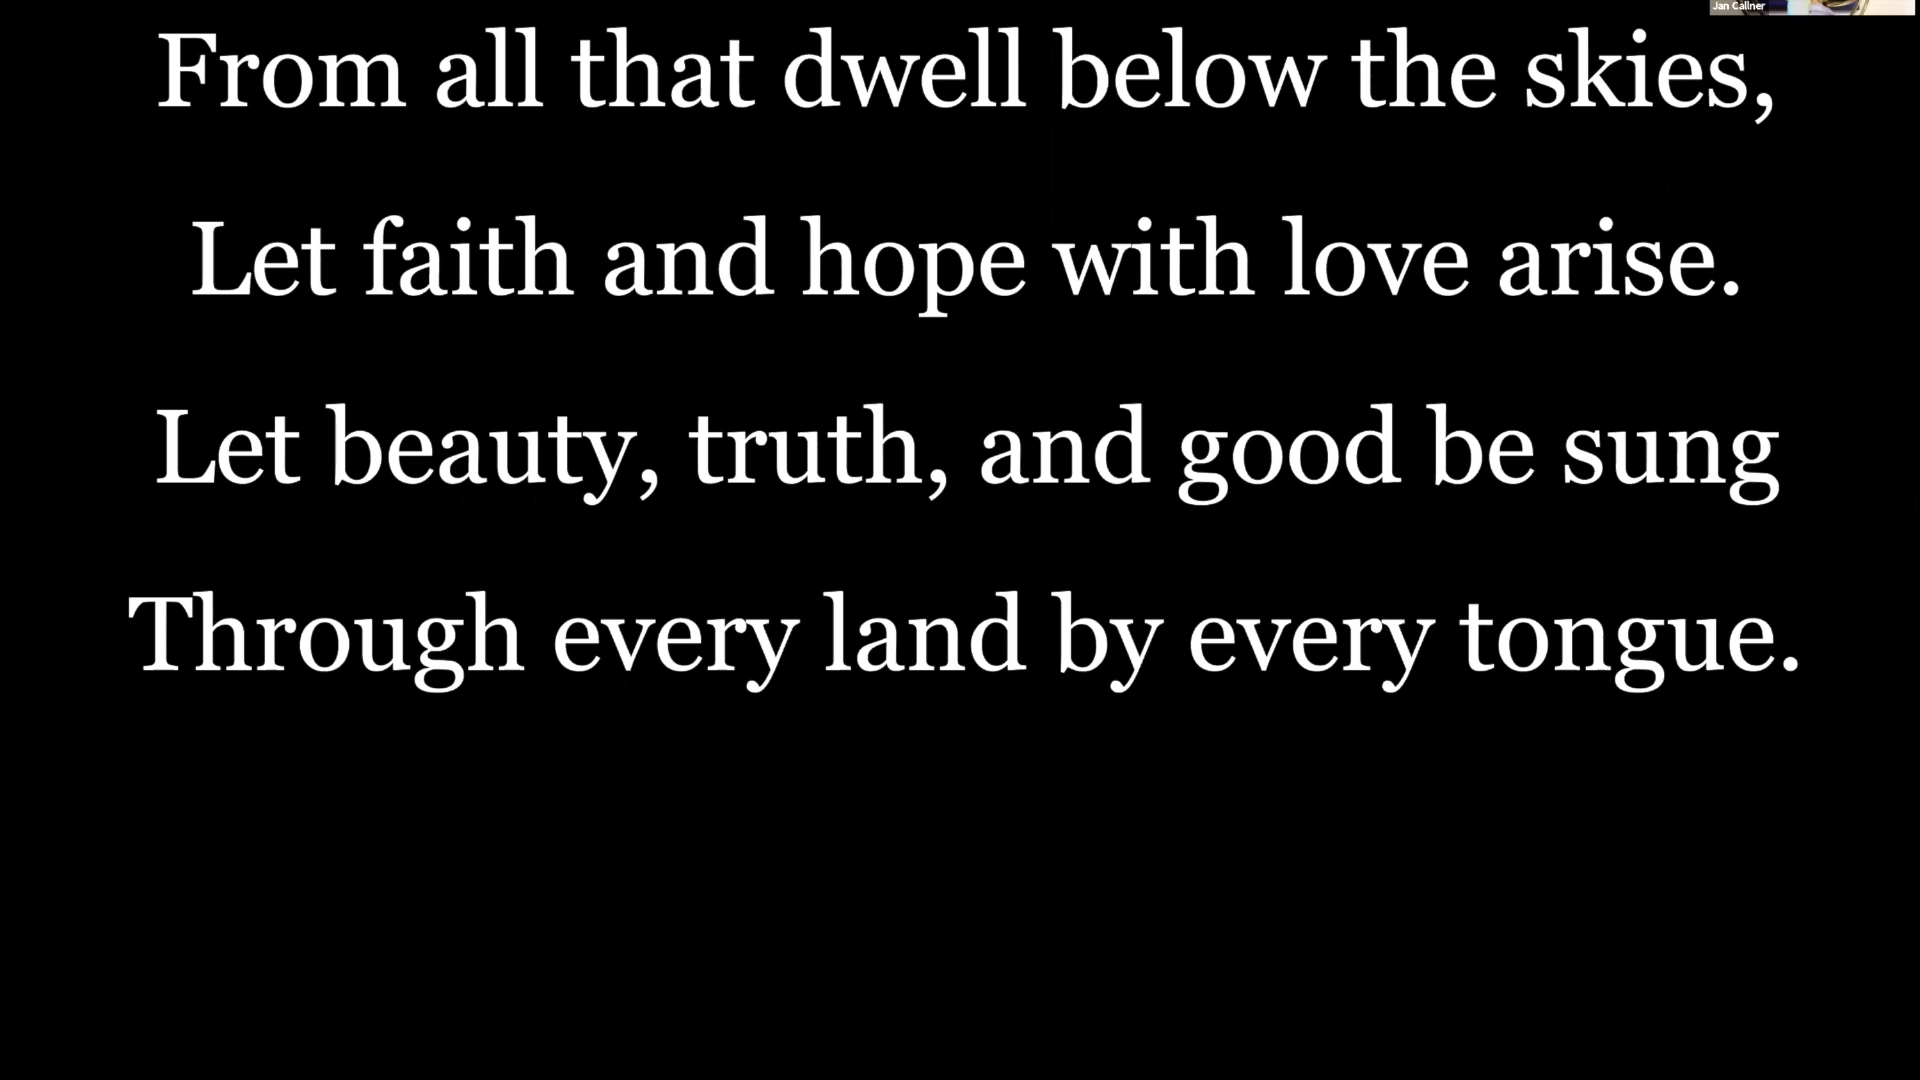 Jan Callner
From all that dwell below the skies,
Let faith and hope with love arise.
Let beauty, truth, and good be sung
Through every land by every tongue.